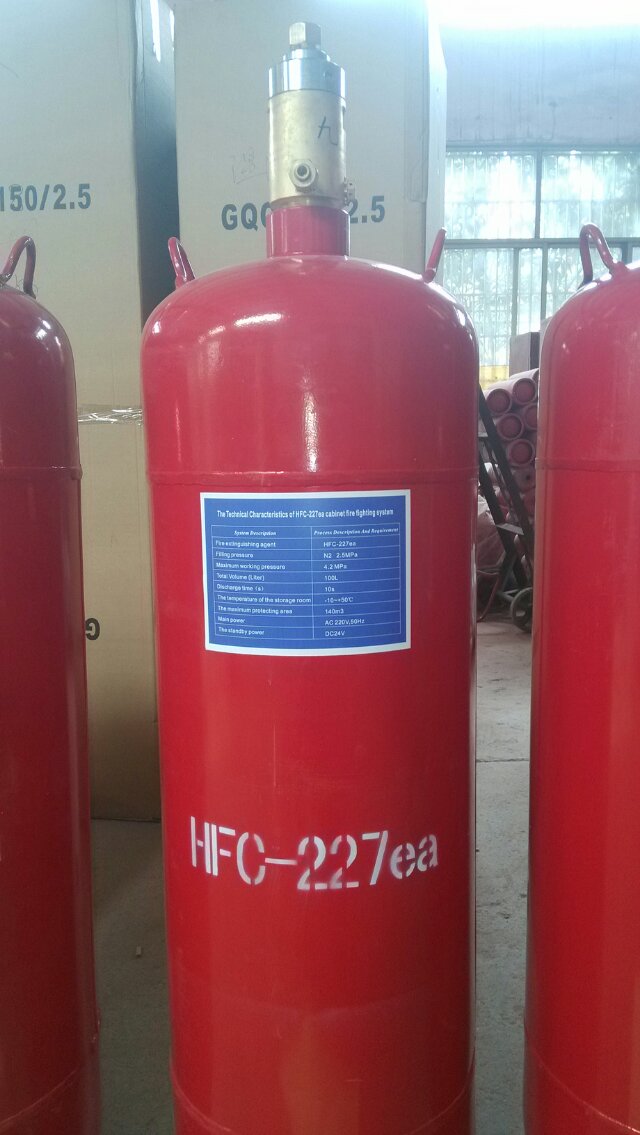 150/2.5
GQ
2.5
九
The Technical Characteristics of HFC-227ea cabinet fire fighting system
System Description Process Description And Requirement
Fire extinguishing agent HFC-227ea
Filling pressure N2 2.5MPa
Maximum working pressure 4.2 MPa
Total Volume (Liter) 100L
Discharge time (s) 10s
The temperature of the storage room -10~+50℃
The maximum protecting area 140m3
Main power AC 220V,50Hz
The standby power DC24V
G
HFC-227ea